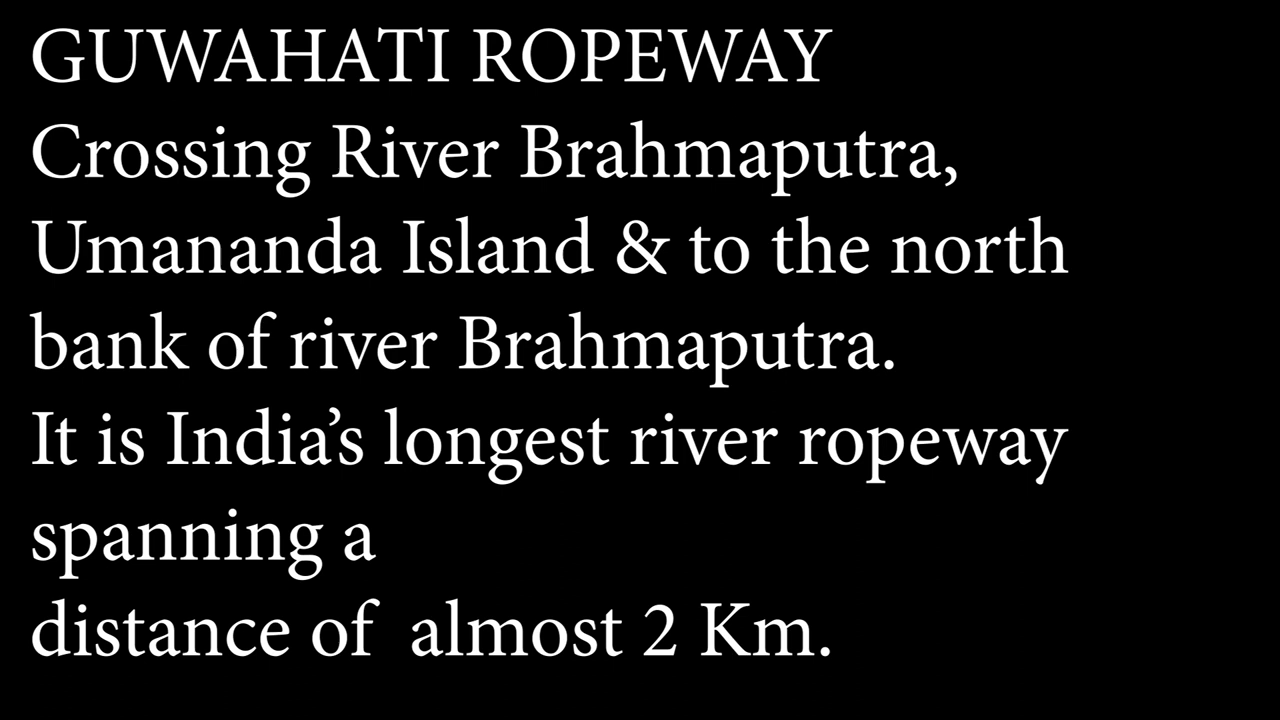 GUWAHATI ROPEWAY
Crossing River Brahmaputra,
Umananda Island & to the north
bank of river Brahmaputra.
It is India’s longest river ropeway
spanning a
distance of  almost 2 Km.